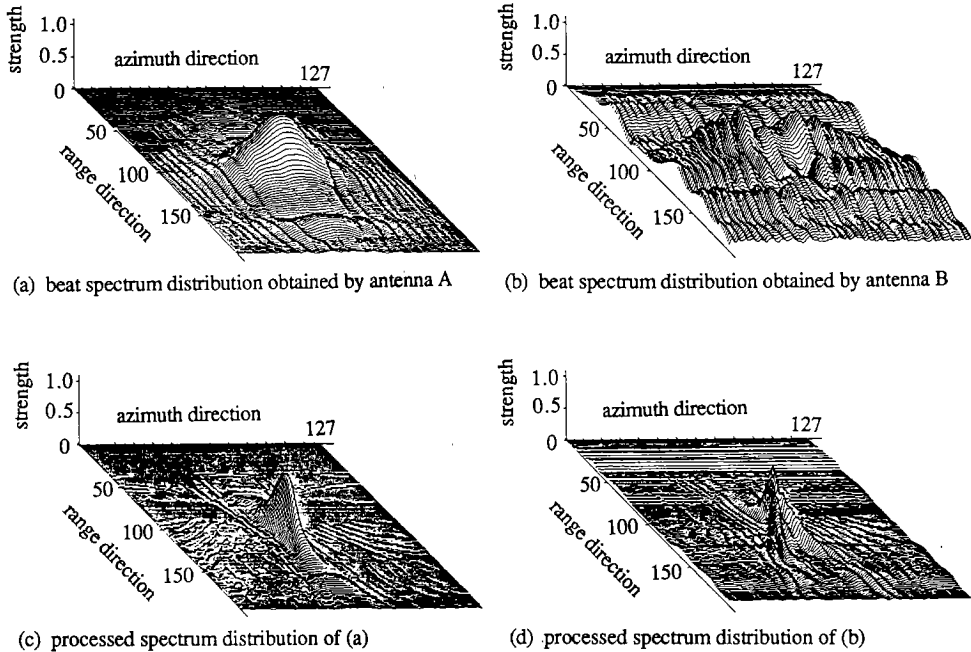 strength
1.0
0.5
0
azimuth direction
127
50
100
150
range direction
(a) beat spectrum distribution obtained by antenna A
strength
1.0
0.5
0
azimuth direction
127
50
100
150
range direction
(b) beat spectrum distribution obtained by antenna B
strength
1.0
0.5
0
azimuth direction
127
50
100
150
range direction
(c) processed spectrum distribution of (a)
strength
1.0
0.5
0
azimuth direction
127
50
100
150
range direction
(d) processed spectrum distribution of (b)